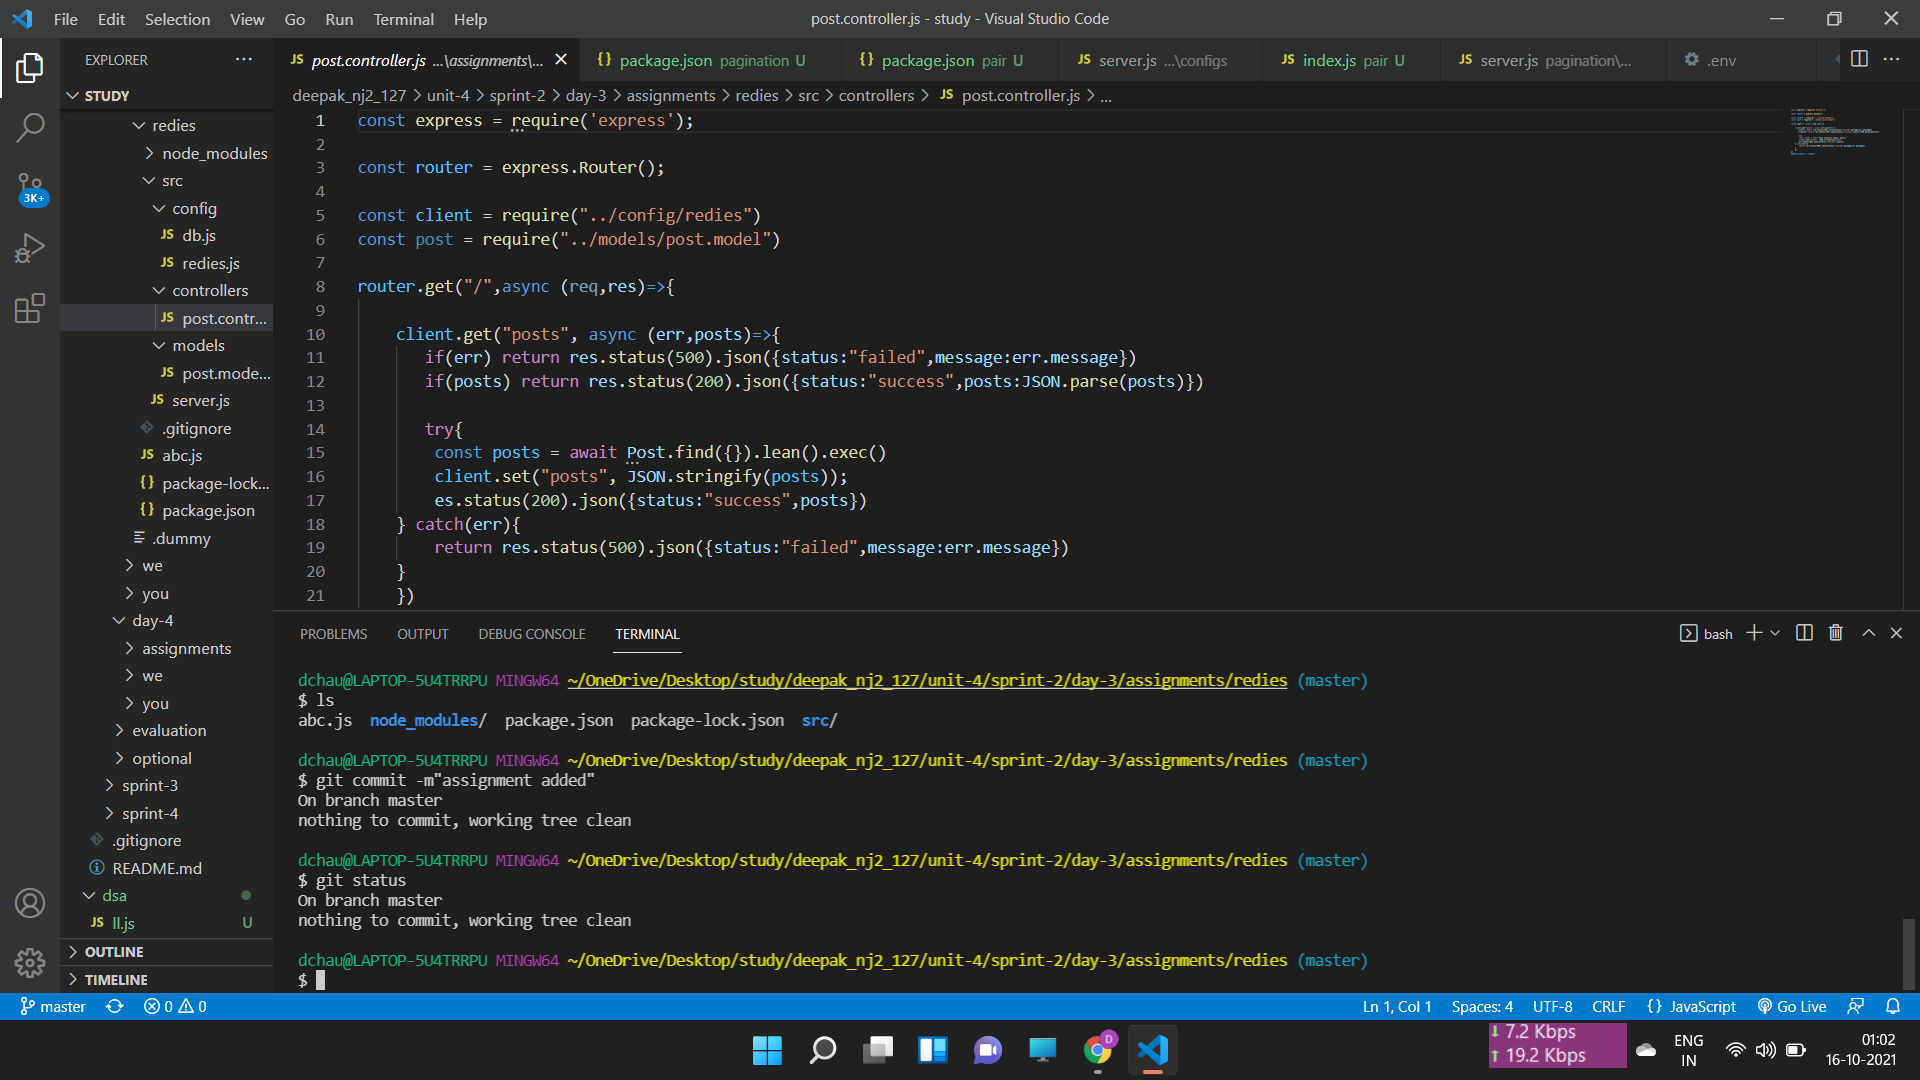 File Edit Selection View Go Run Terminal Help
post.controller.js - study - Visual Studio Code
EXPLORER
STUDY
redies
node_modules
src
config
JS db.js
JS redies.js
controllers
JS post.contr...
models
JS post.mode...
JS server.js
.gitignore
JS abc.js
{} package-lock...
{} package.json
.dummy
we
you
day-4
assignments
we
you
evaluation
optional
sprint-3
sprint-4
.gitignore
README.md
dsa
JS ll.js U
OUTLINE
TIMELINE
3K+
JS post.controller.js ...\assignments\...
{} package.json pagination U
{} package.json pair U
JS server.js ...\configs
JS index.js pair U
JS server.js pagination\...
.env
deepak_nj2_127 > unit-4 > sprint-2 > day-3 > assignments > redies > src > controllers > JS post.controller.js > ...
1 const express = require('express');
2
3 const router = express.Router();
4
5 const client = require("../config/redies")
6 const post = require("../models/post.model")
7
8 router.get("/",async (req,res)=>{
9
10 client.get("posts", async (err,posts)=>{
11 if(err) return res.status(500).json({status:"failed",message:err.message})
12 if(posts) return res.status(200).json({status:"success",posts:JSON.parse(posts)})
13
14 try{
15 const posts = await Post.find({}).lean().exec()
16 client.set("posts", JSON.stringify(posts));
17 es.status(200).json({status:"success",posts})
18 } catch(err){
19 return res.status(500).json({status:"failed",message:err.message})
20 }
21 })
PROBLEMS OUTPUT DEBUG CONSOLE TERMINAL
bash
dchau@LAPTOP-5U4TRRPU MINGW64 ~/OneDrive/Desktop/study/deepak_nj2_127/unit-4/sprint-2/day-3/assignments/redies (master)
$ ls
abc.js node_modules/ package.json package-lock.json src/
dchau@LAPTOP-5U4TRRPU MINGW64 ~/OneDrive/Desktop/study/deepak_nj2_127/unit-4/sprint-2/day-3/assignments/redies (master)
$ git commit -m"assignment added"
On branch master
nothing to commit, working tree clean
dchau@LAPTOP-5U4TRRPU MINGW64 ~/OneDrive/Desktop/study/deepak_nj2_127/unit-4/sprint-2/day-3/assignments/redies (master)
$ git status
On branch master
nothing to commit, working tree clean
dchau@LAPTOP-5U4TRRPU MINGW64 ~/OneDrive/Desktop/study/deepak_nj2_127/unit-4/sprint-2/day-3/assignments/redies (master)
$
master 0 0
Ln 1, Col 1 Spaces: 4 UTF-8 CRLF {} JavaScript Go Live
D
↓ 7.2 Kbps
↑ 19.2 Kbps
ENG
IN
01:02
16-10-2021